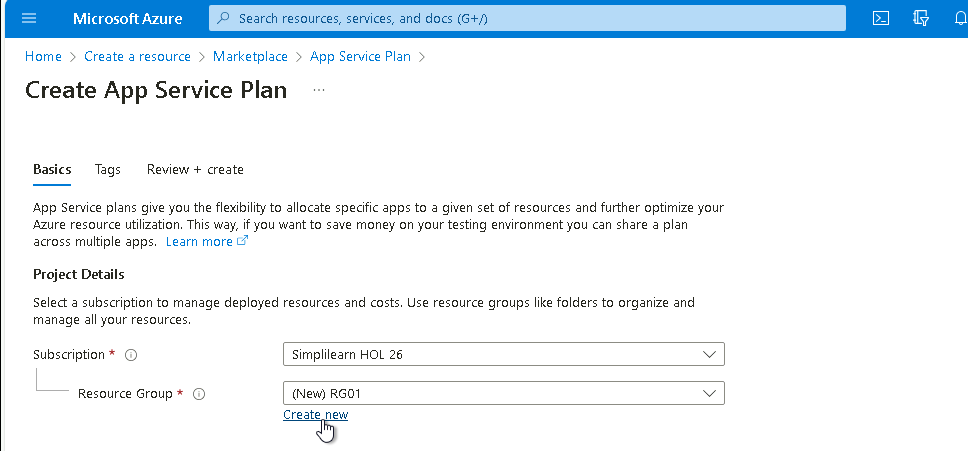 Microsoft Azure
Search resources, services, and docs (G+/)
Home > Create a resource > Marketplace > App Service Plan >
Create App Service Plan ...
Basics Tags Review + create
App Service plans give you the flexibility to allocate specific apps to a given set of resources and further optimize your
Azure resource utilization. This way, if you want to save money on your testing environment you can share a plan
across multiple apps. Learn more
Project Details
Select a subscription to manage deployed resources and costs. Use resource groups like folders to organize and
manage all your resources.
Subscription *
Simplilearn HOL 26
Resource Group *
(New) RG01
Create new